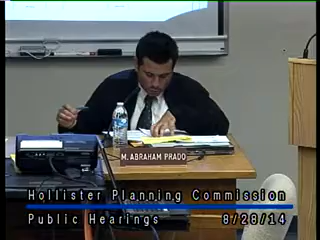 M. ABRAHAM PRADO
Hollister Planning Commission
Public Hearings 8/28/14